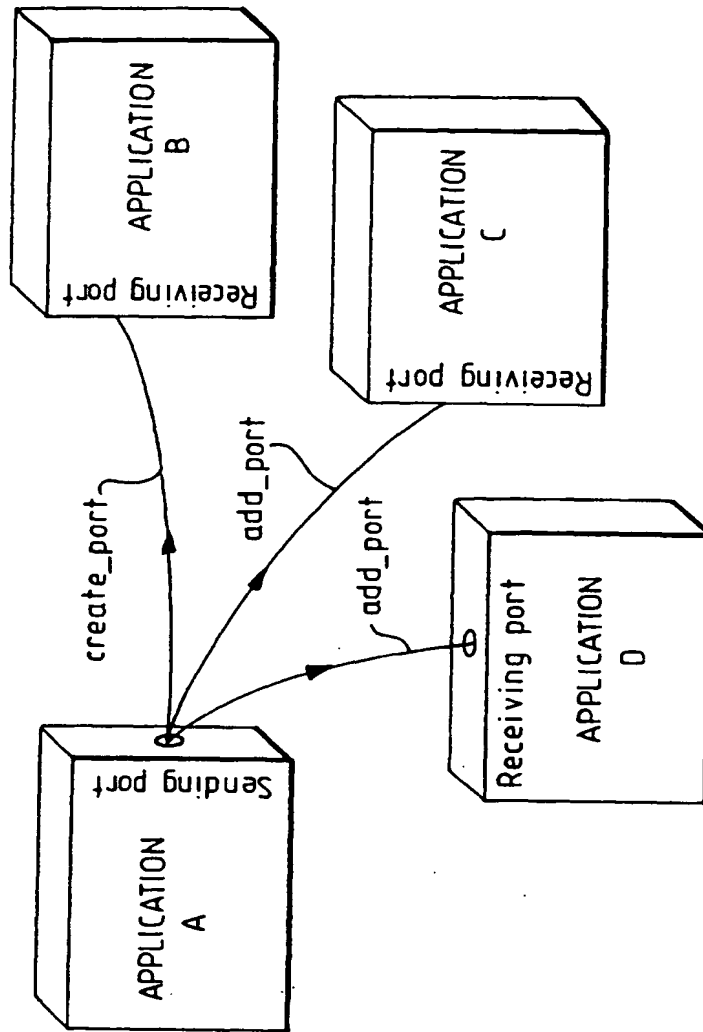 APPLICATION
A
Sending port
create_port
add_port
add_port
APPLICATION
B
Receiving port
APPLICATION
C
Receiving port
Receiving port
APPLICATION
D